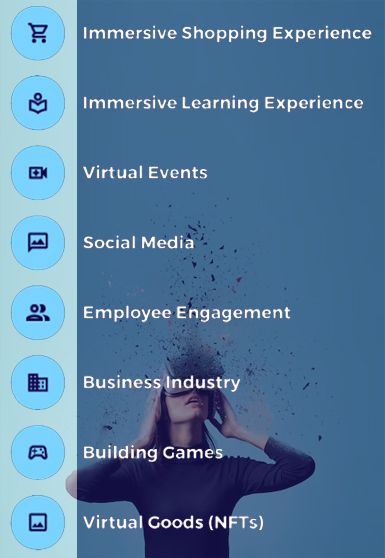 Immersive Shopping Experience
Immersive Learning Experience
Virtual Events
Social Media
Employee Engagement
Business Industry
Building Games
Virtual Goods (NFTs)